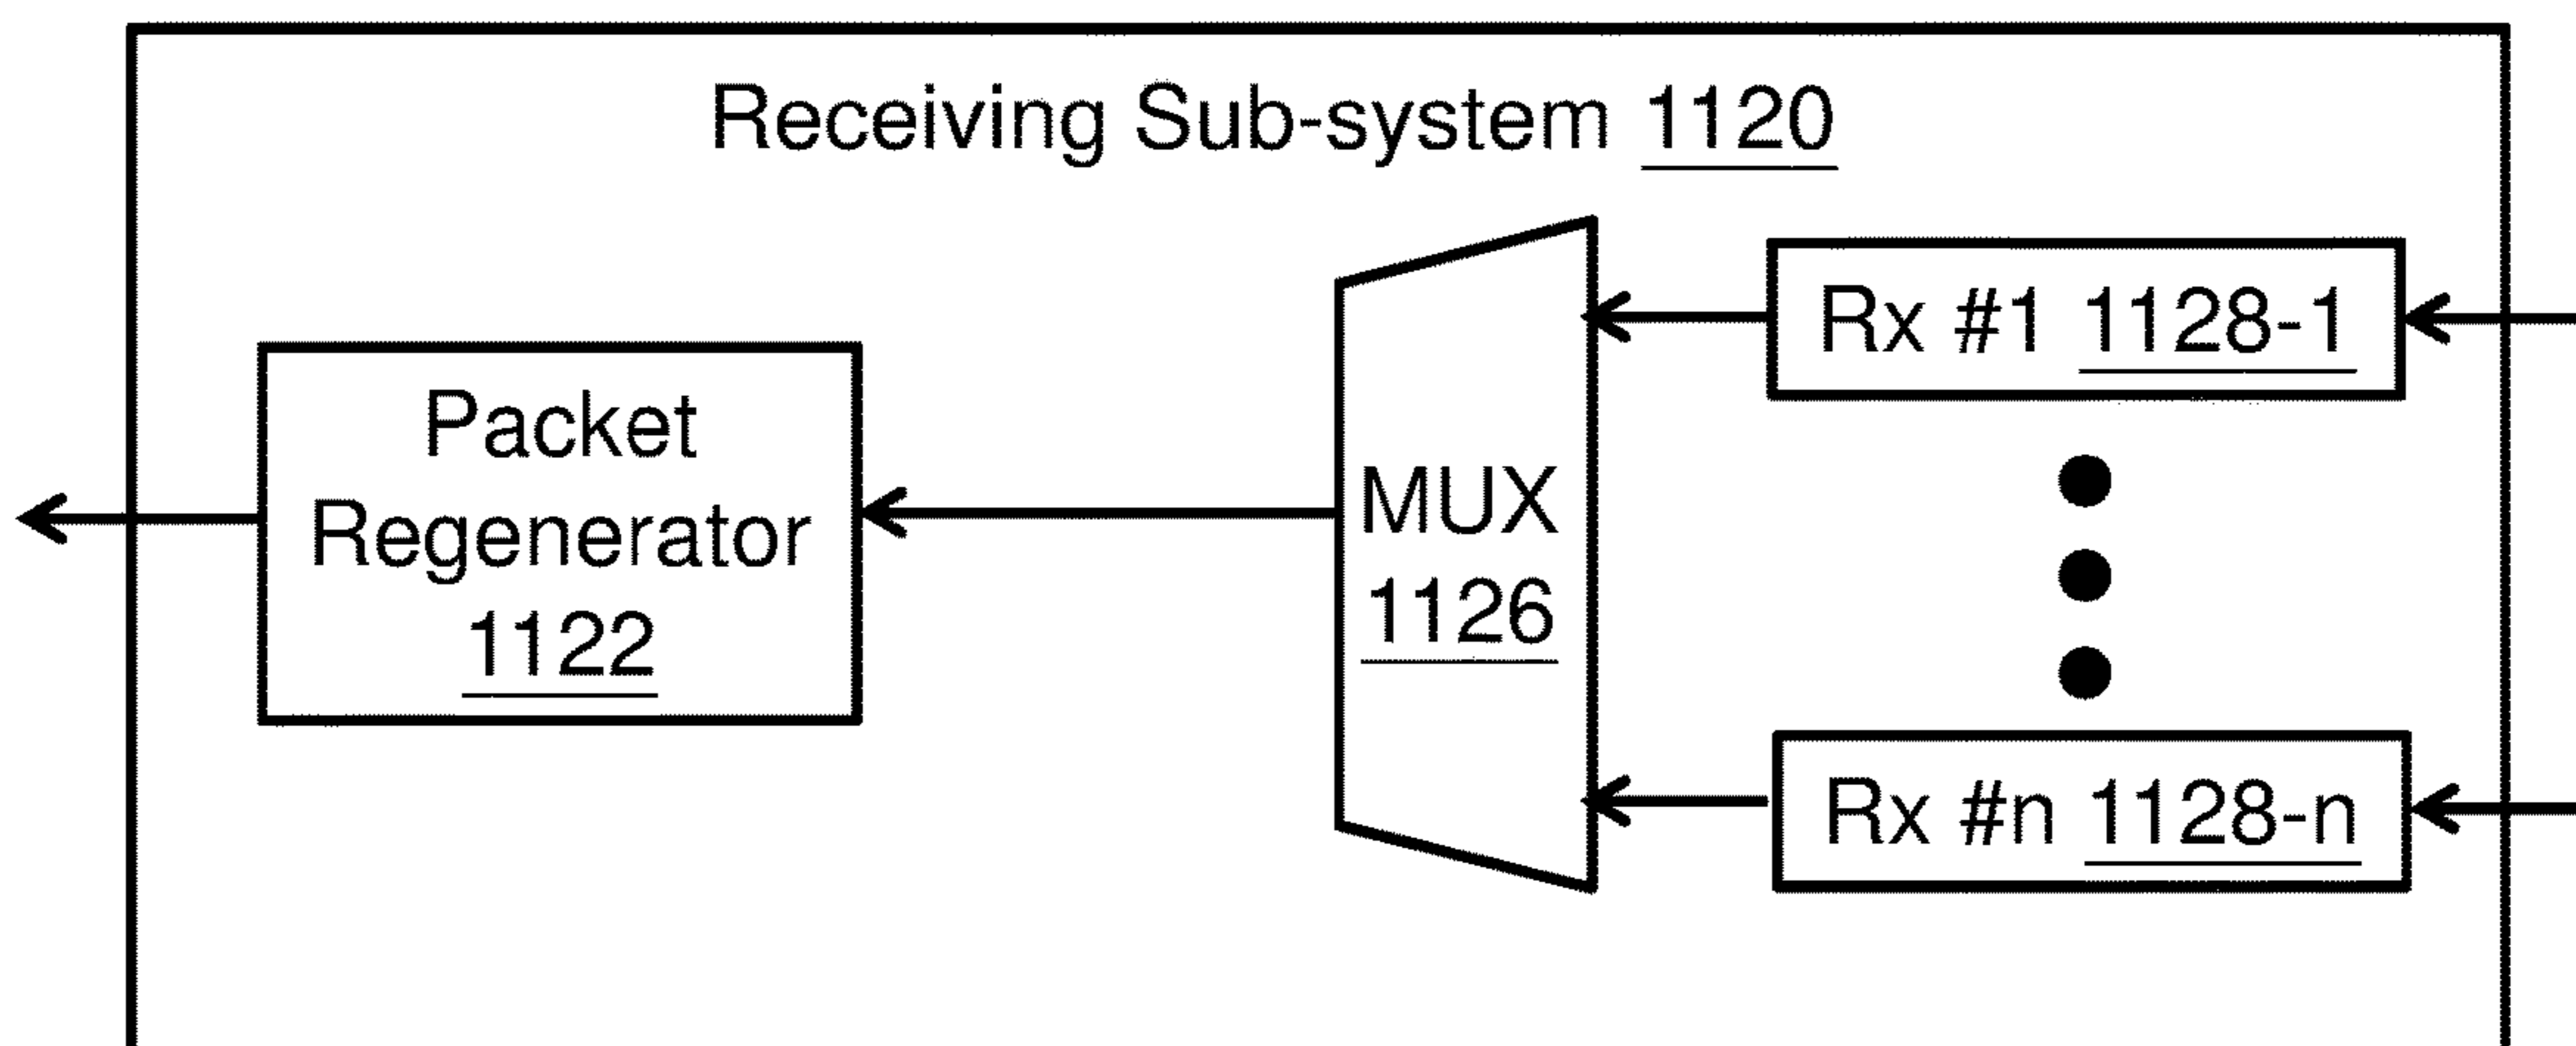 Receiving Sub-system 1120
Packet
Regenerator
1122
MUX
1126
Rx #1 1128-1
Rx #n 1128-n